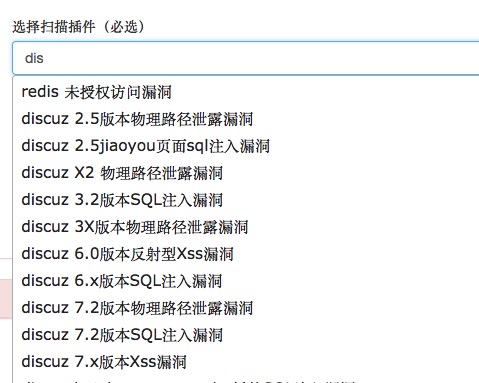 选择扫描插件（必选）
dis
redis 未授权访问漏洞
discuz 2.5版本物理路径泄露漏洞
discuz 2.5jiaoyou页面sql注入漏洞
discuz X2 物理路径泄露漏洞
discuz 3.2版本SQL注入漏洞
discuz 3X版本物理路径泄露漏洞
discuz 6.0版本反射型Xss漏洞
discuz 6.x版本SQL注入漏洞
discuz 7.2版本物理路径泄露漏洞
discuz 7.2版本SQL注入漏洞
discuz 7.x版本Xss漏洞